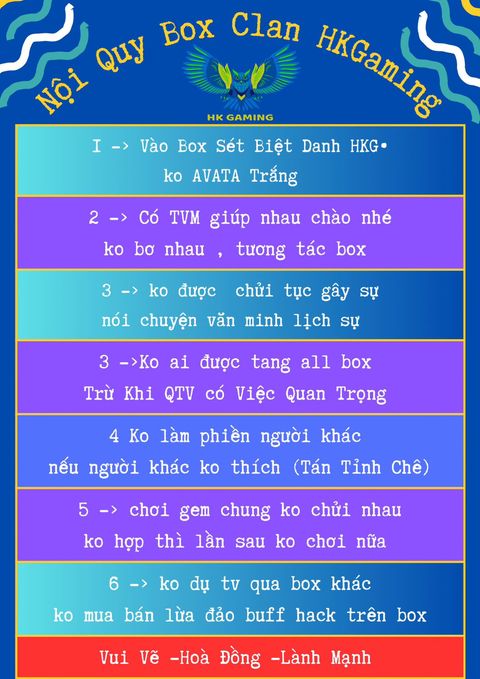 Nội Quy Box Clan HKGaming
HK GAMING
I -> Vào Box Sét Biệt Danh HKG•
ko AVATA Trắng
2 -> Có TVM giúp nhau chào nhé
ko bơ nhau , tương tác box
3 -> ko được chửi tục gây sự
nói chuyện văn minh lịch sự
3 ->Ko ai được tang all box
Trừ Khi QTV có Việc Quan Trọng
4 Ko làm phiền người khác
nếu người khác ko thích (Tán Tỉnh Chê)
5 -> chơi gem chung ko chửi nhau
ko hợp thì lần sau ko chơi nữa
6 -> ko dụ tv qua box khác
ko mua bán lừa đảo buff hack trên box
Vui Vẽ -Hoà Đồng -Lành Mạnh